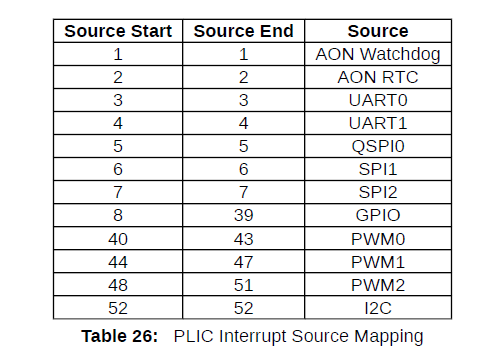 Source Start Source End Source
1 1 AON Watchdog
2 2 AON RTC
3 3 UART0
4 4 UART1
5 5 QSPI0
6 6 SPI1
7 7 SPI2
8 39 GPIO
40 43 PWM0
44 47 PWM1
48 51 PWM2
52 52 I2C
Table 26: PLIC Interrupt Source Mapping